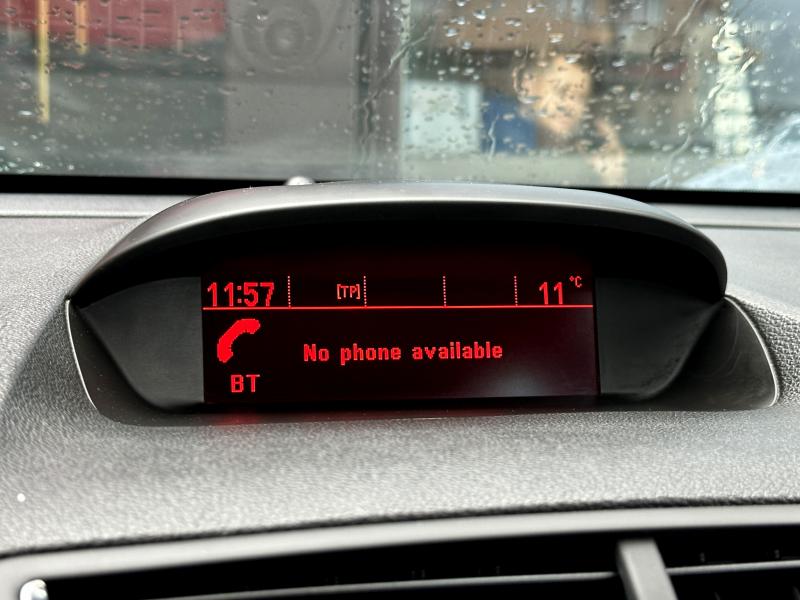 11:57 [TP] 11 °C
No phone available
BT